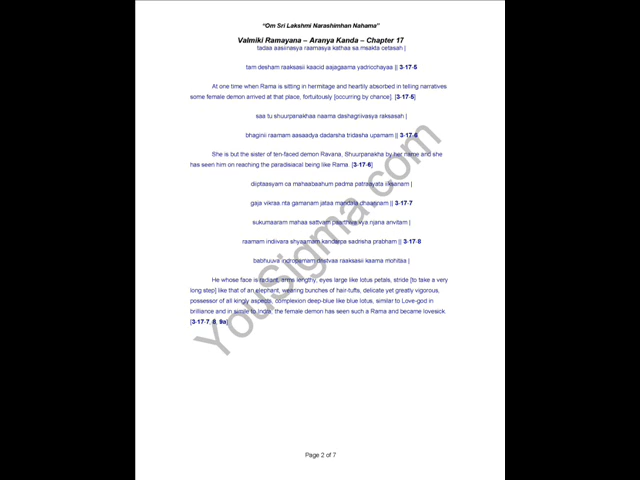 "Om Sri Lakshmi Narashimhan Nahama"
Valmiki Ramayana – Aranya Kanda – Chapter 17
tadaa asiinasya raamasya kathaa sa msakta cetasah |
tam desham raaksasii kaacid aajagaama yadricchayaa || 3-17-5
At one time when Rama is sitting in hermitage and heartily absorbed in telling narratives
some female demon arrived at that place, fortuitously [occurring by chance]. [3-17-5]
saa tu shuurpanakhaa naama dashagriivasya raksasah |
bhaginii raamam aasaadya dadarsha tridasha upamam || 3-17-6
She is but the sister of ten-faced demon Ravana, Shuurpanakha by her name and she
has seen him on reaching the paradisiacal being like Rama. [3-17-6]
diiptaasyam ca mahaabaahum padma patraayata iiksanam |
gaja vikraa nta gamanam jataa mandala dhaarinam || 3-17-7
sukumaaram mahaa sattvam paarthiva vya njana anvitam |
raamam indiivara shyaamam kandarpa sadrisha prabham || 3-17-8
babhuuva indropamam dristvaa raaksasii kaama mohitaa |
He whose face is radiant, arms lengthy, eyes large like lotus petals, stride [to take a very
long step] like that of an elephant, wearing bunches of hair-tufts, delicate yet greatly vigorous,
possessor of all kingly aspects, complexion deep-blue like blue lotus, similar to Love-god in
brilliance and in simile to Indra, the female demon has seen such a Rama and became lovesick.
[3-17-7, 8, 9a]
YouSigma.com
Page 2 of 7